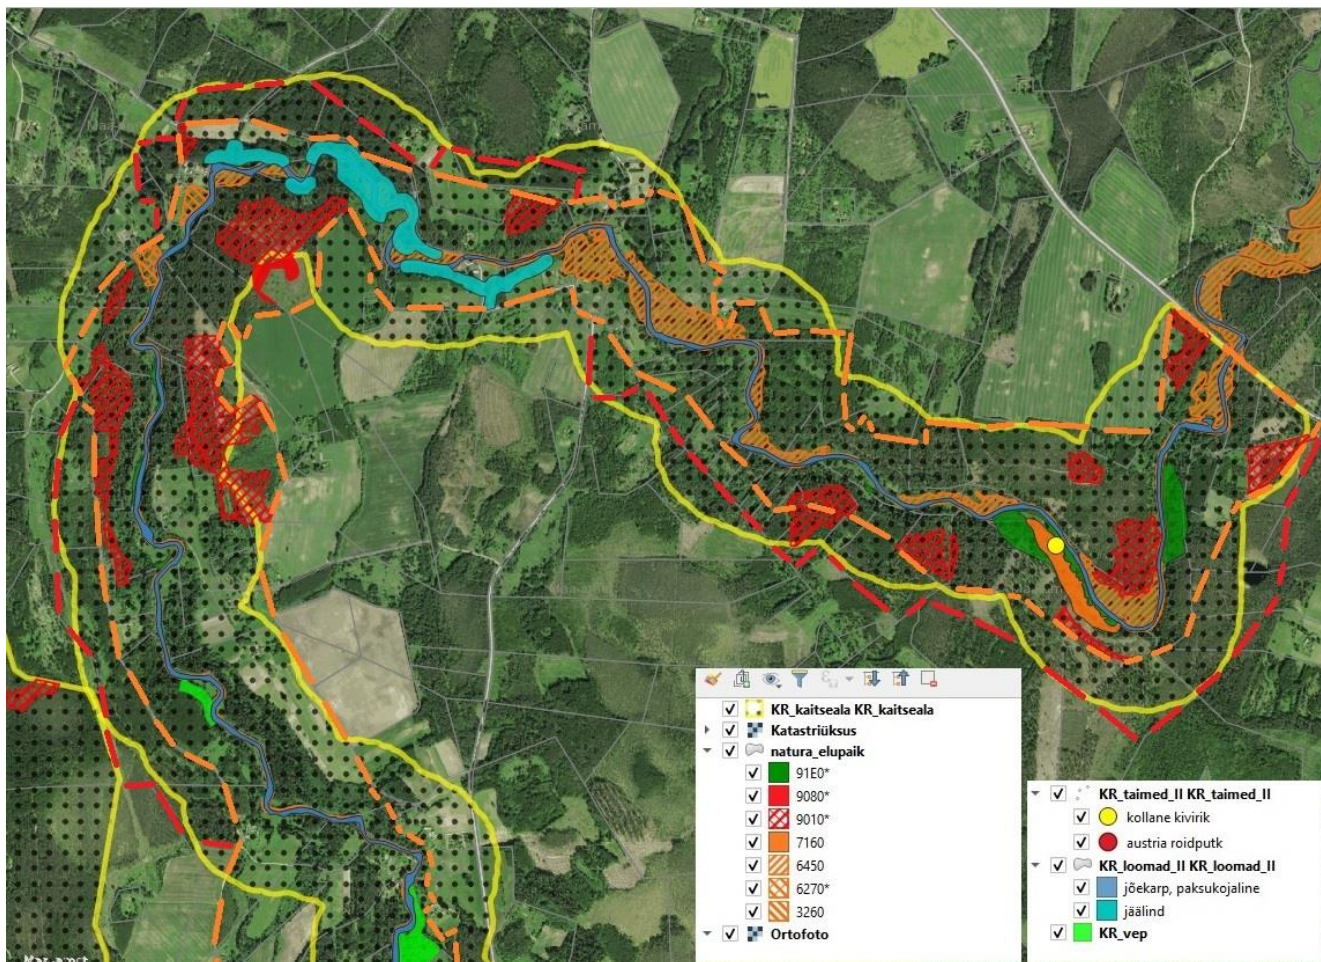 KR_kaitseala KR_kaitseala
Katastriüksus
natura_elupaik
91E0*
9080*
9010*
7160
6450
6270*
3260
Ortofoto
KR_taimed_II KR_taimed_II
kollane kivirik
austria roidputk
KR_loomad_II KR_loomad_II
jõekarp, paksukojaline
jäälind
KR_vep